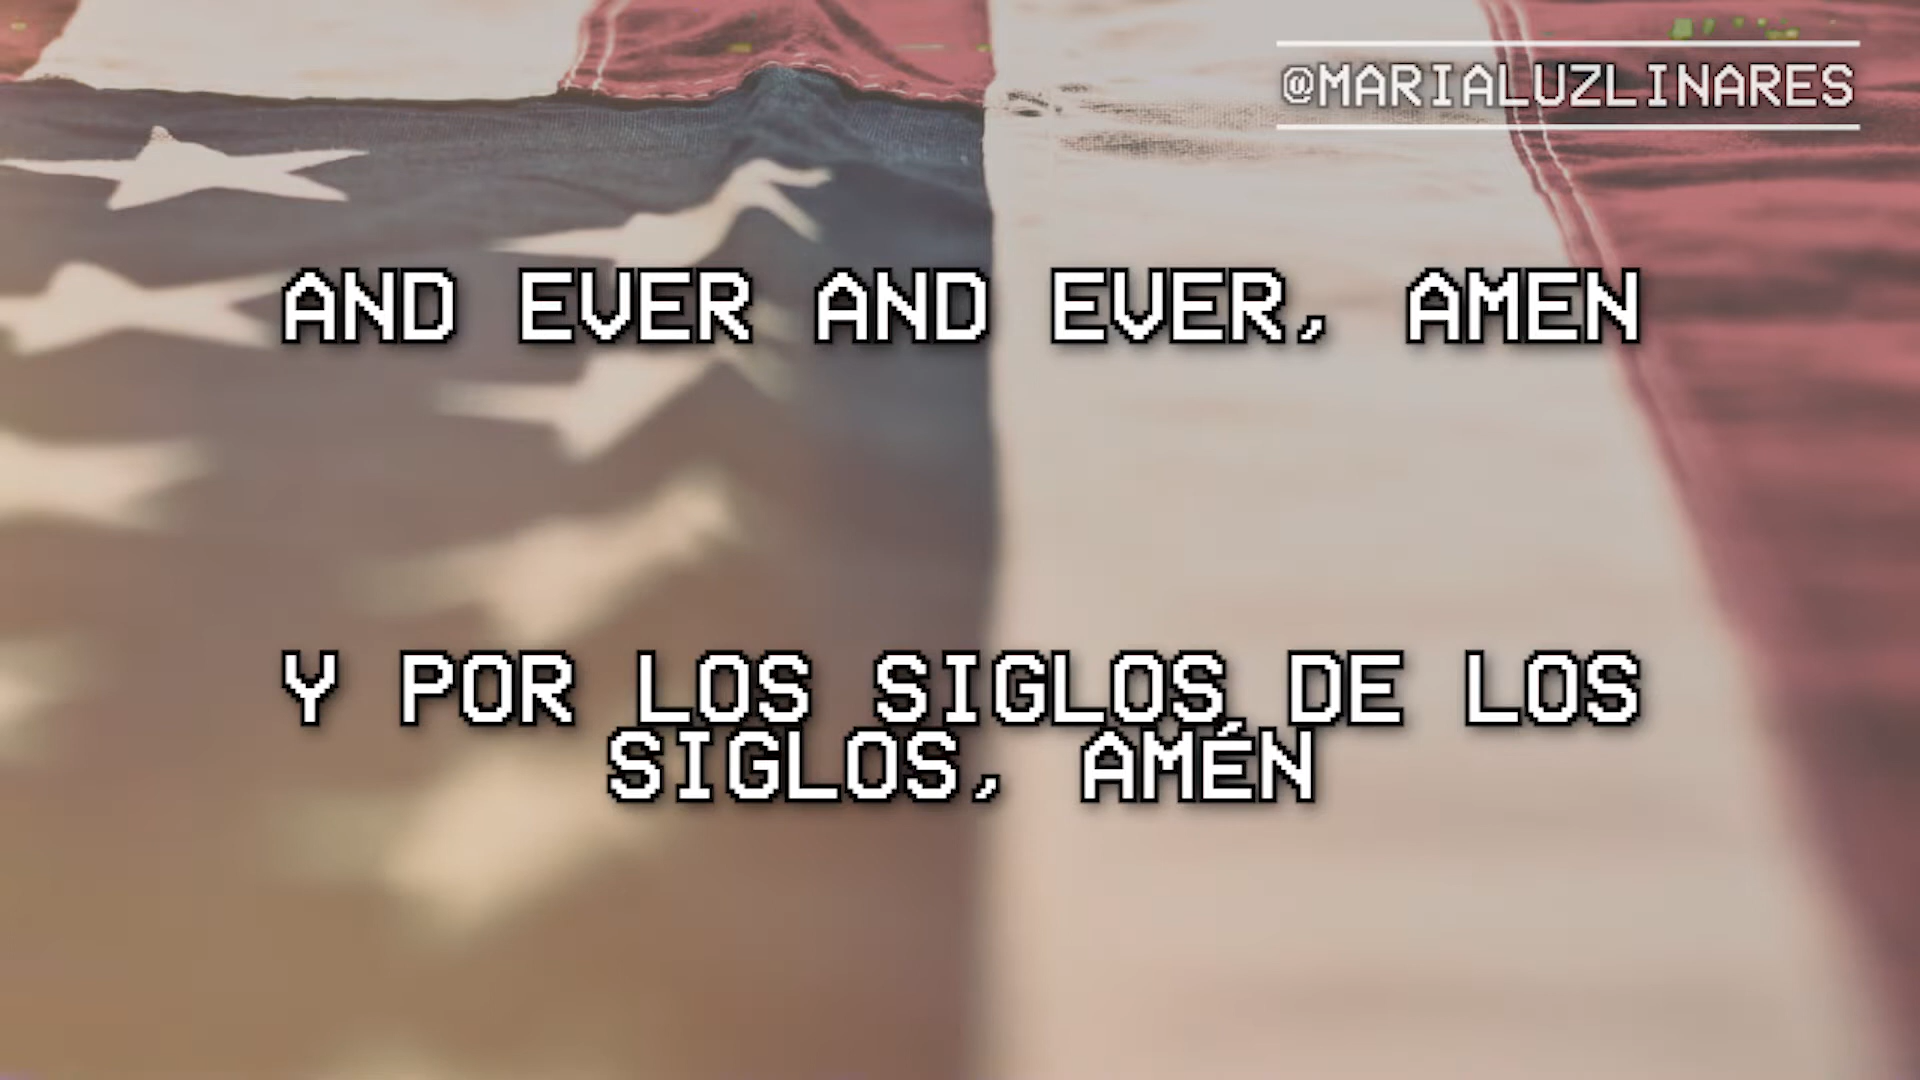 @MARIALUZLINARES
AND EVER AND EVER, AMEN
Y POR LOS SIGLOS DE LOS
SIGLOS, AMÉN